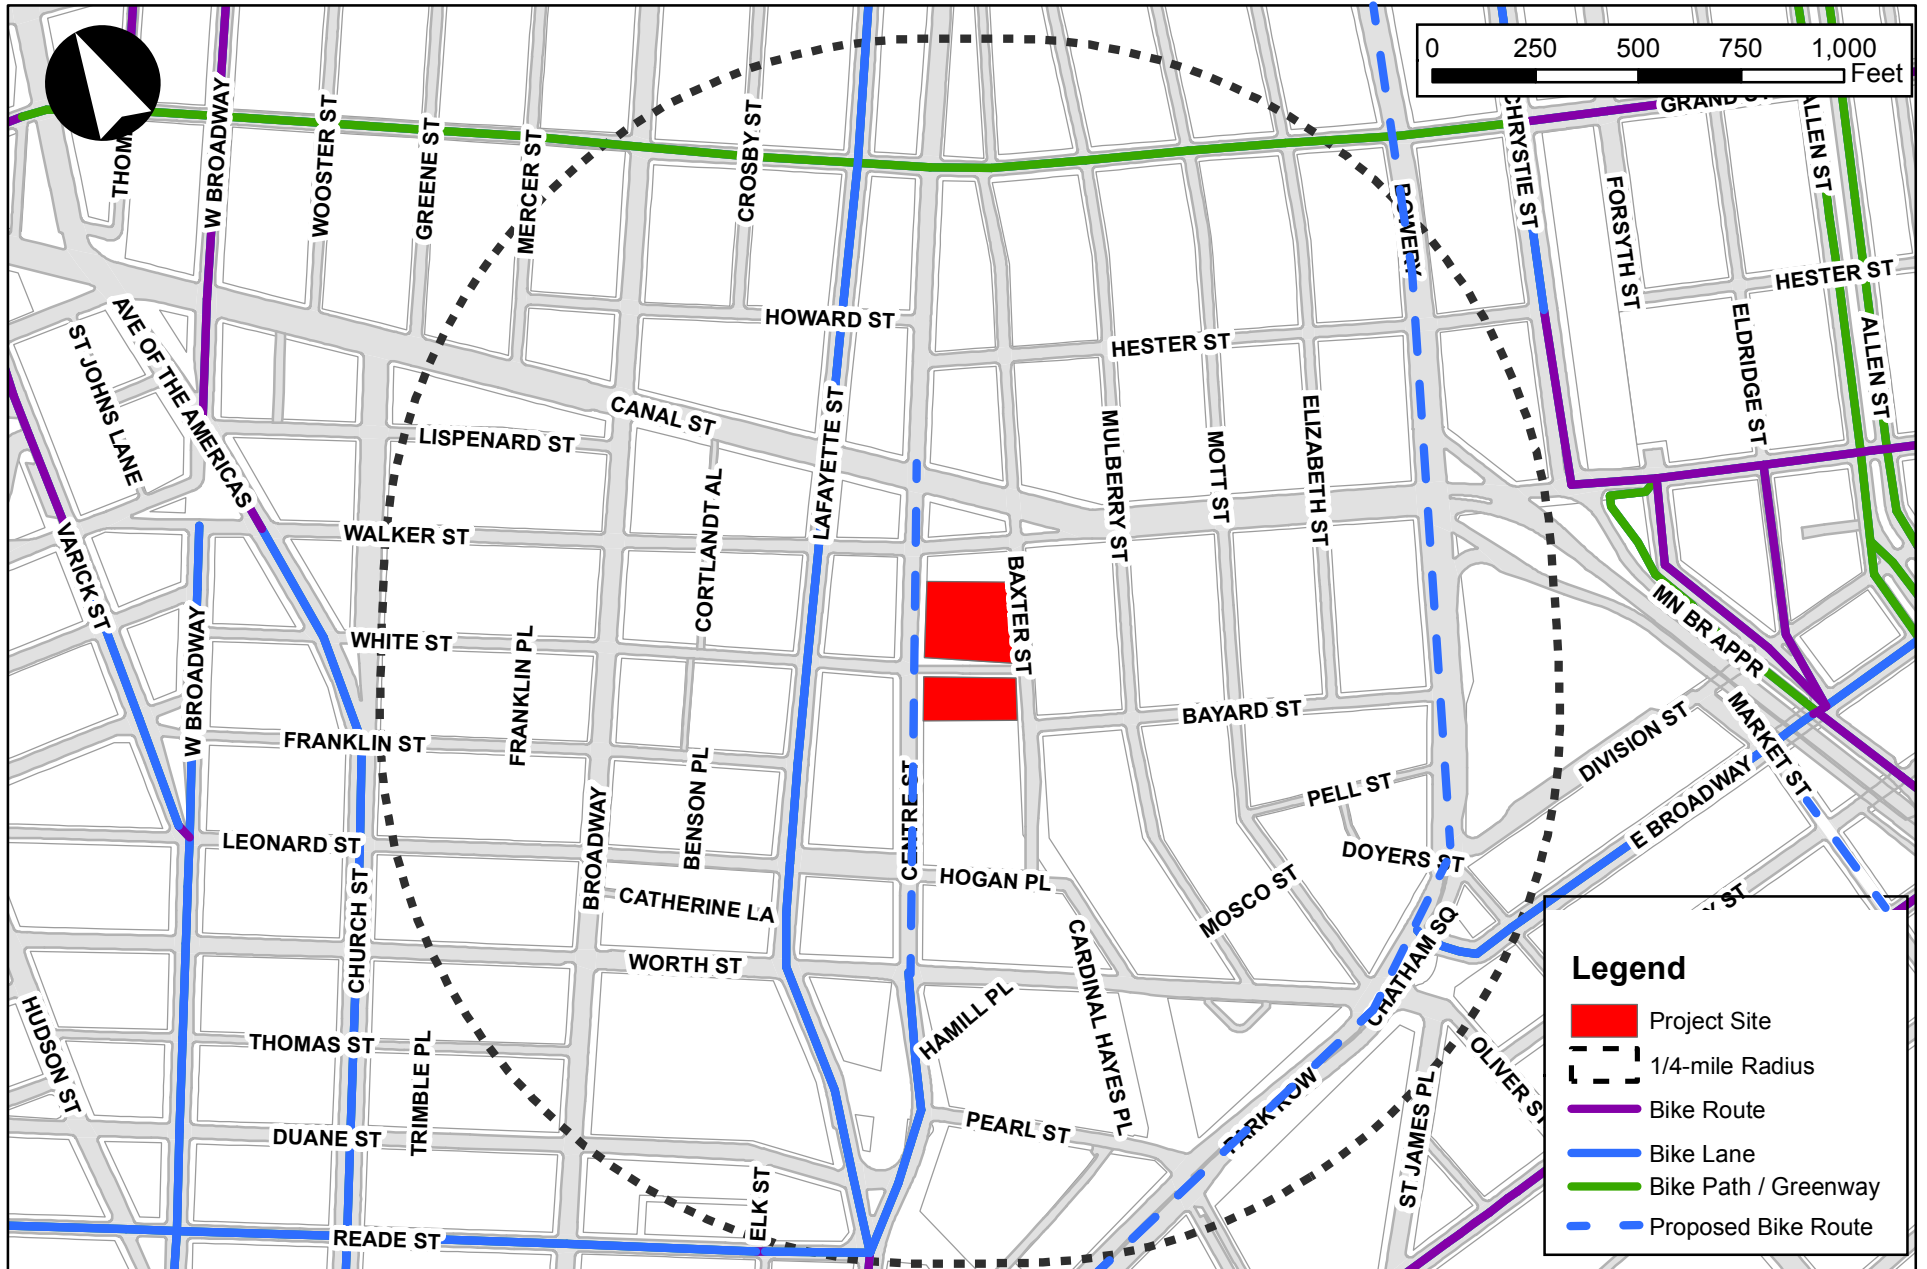 0 250 500 750 1,000
Feet
GRAND ST
THOM
W BROADWAY
WOOSTER ST
GREENE ST
MERCER ST
CROSBY ST
BOWERY
CHRYSTIE ST
FORSYTH ST
ALLEN ST
HESTER ST
ELDRIDGE ST
ALLEN ST
HOWARD ST
HESTER ST
AVE OF THE AMERICAS
ST JOHNS LANE
CANAL ST
LISPENARD ST
LAFAYETTE ST
CORTLANDT AL
MULBERRY ST
MOTT ST
ELIZABETH ST
WALKER ST
VARICK ST
BAXTER ST
MN BR APPR
WHITE ST
FRANKLIN PL
W BROADWAY
BAYARD ST
MARKET ST
DIVISION ST
FRANKLIN ST
BENSON PL
CENTRE ST
PELL ST
E BROADWAY
BROADWAY
LEONARD ST
DOYERS ST
HOGAN PL
CATHERINE LA
MOSCO ST
CHURCH ST
CHATHAM SQ
CARDINAL HAYES PL
WORTH ST
HAMILL PL
HUDSON ST
THOMAS ST
TRIMBLE PL
OLIVER ST
PARK ROW
ST JAMES PL
PEARL ST
DUANE ST
ELK ST
READE ST
Legend
Project Site
1/4-mile Radius
Bike Route
Bike Lane
Bike Path / Greenway
Proposed Bike Route